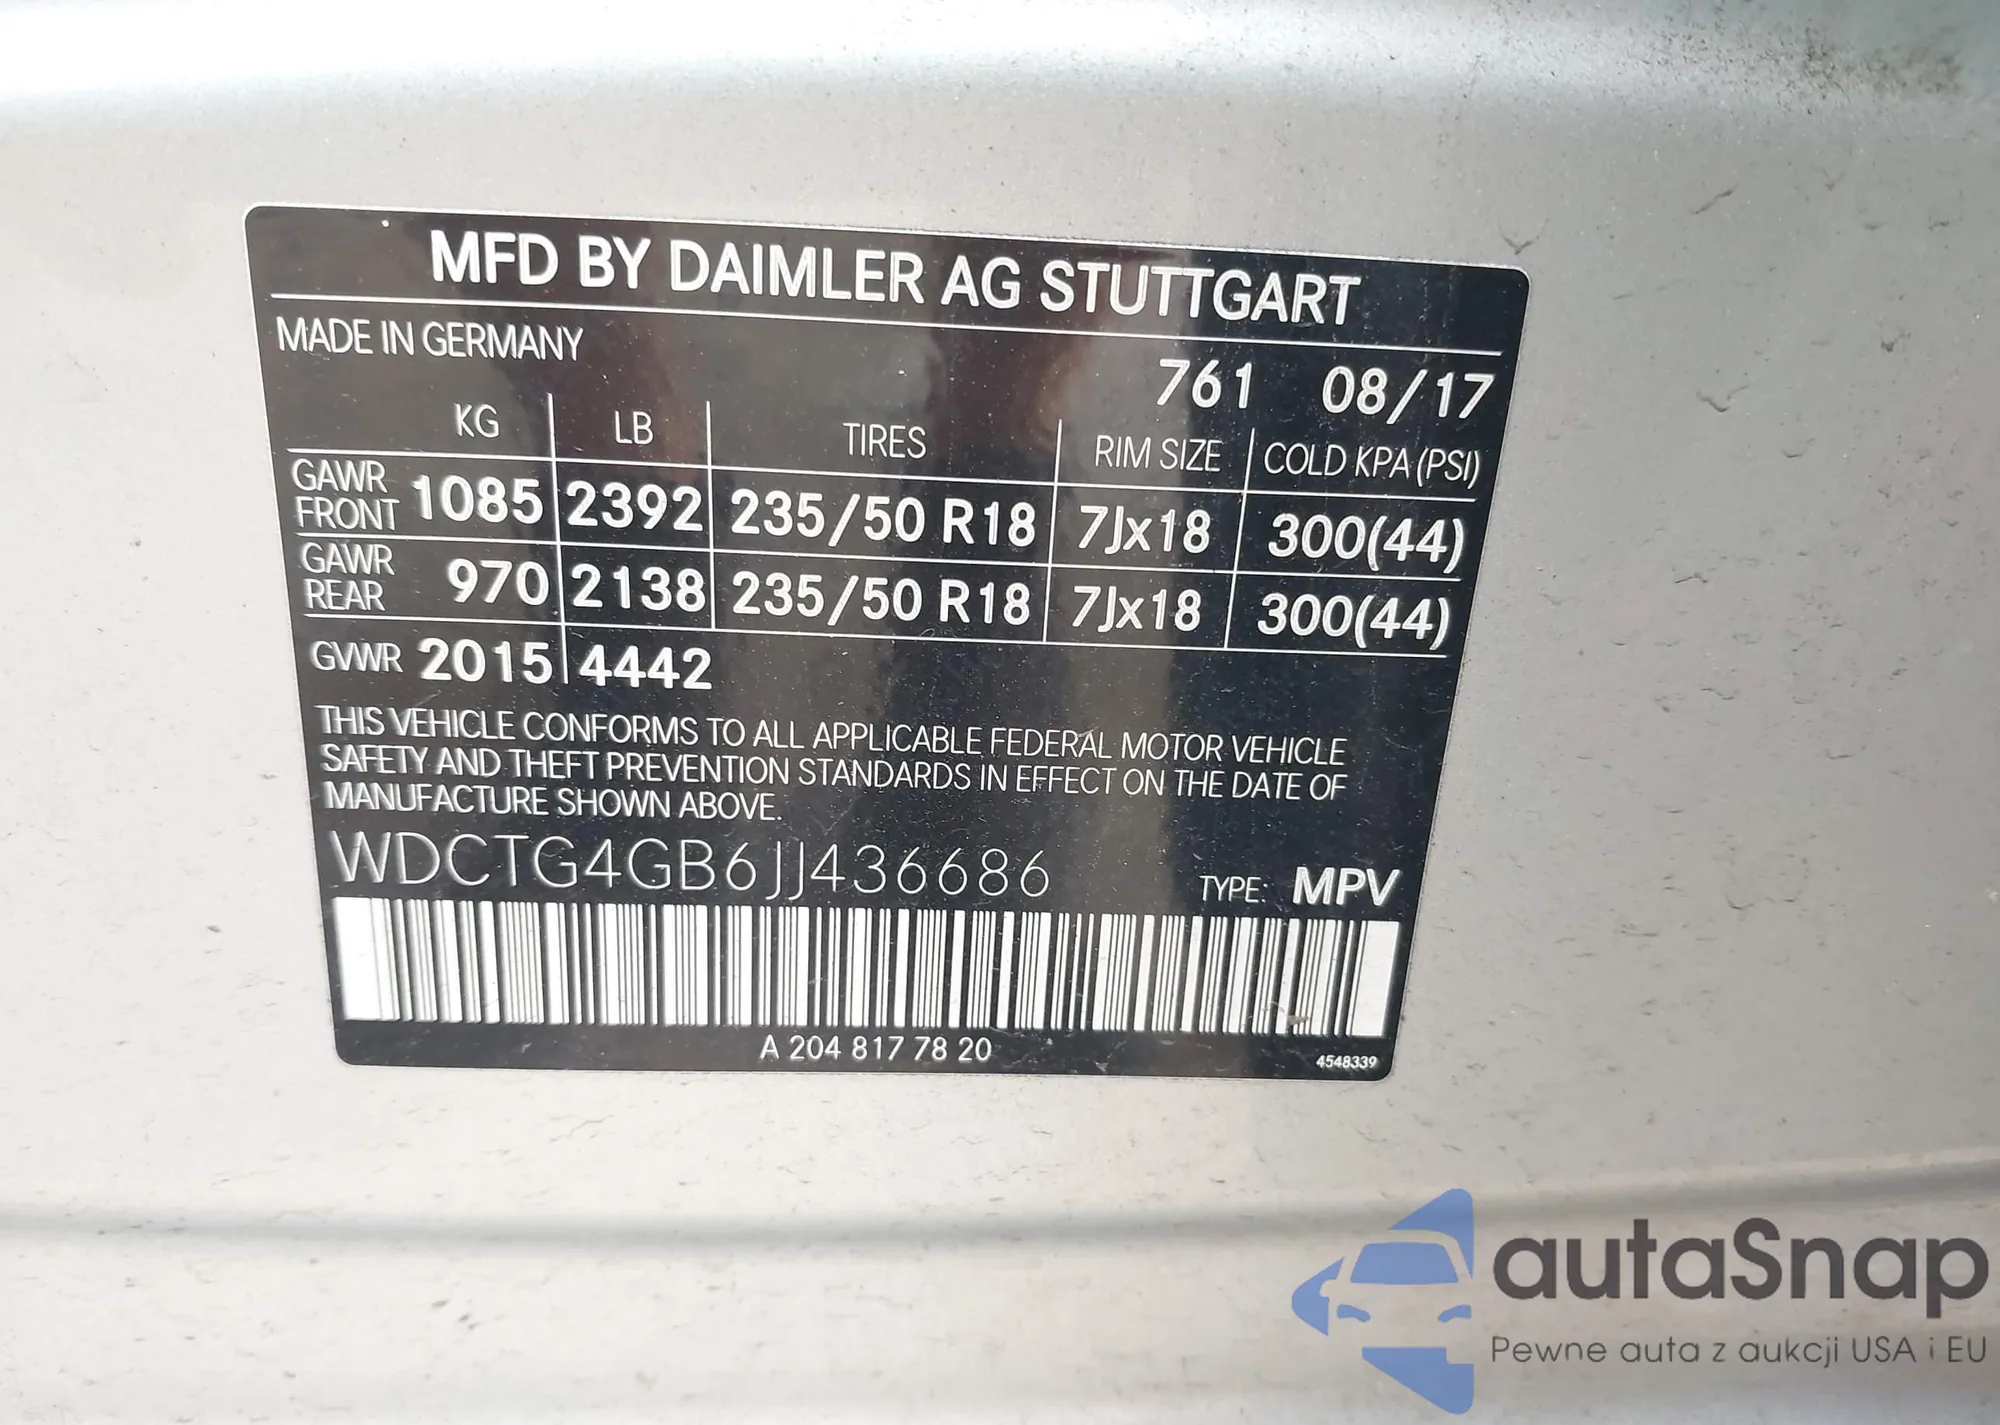 MFD BY DAIMLER AG STUTTGART
MADE IN GERMANY
761 08/17
KG LB TIRES RIM SIZE COLD KPA (PSI)
GAWR FRONT 1085 2392 235/50 R18 7Jx18 300(44)
GAWR REAR 970 2138 235/50 R18 7Jx18 300(44)
GVWR 2015 4442
THIS VEHICLE CONFORMS TO ALL APPLICABLE FEDERAL MOTOR VEHICLE
SAFETY AND THEFT PREVENTION STANDARDS IN EFFECT ON THE DATE OF
MANUFACTURE SHOWN ABOVE.
WDCTG4GB6JJ436686 TYPE: MPV
A 204 817 78 20
4548339
autaSnap
Pewne auta z aukcji USA i EU